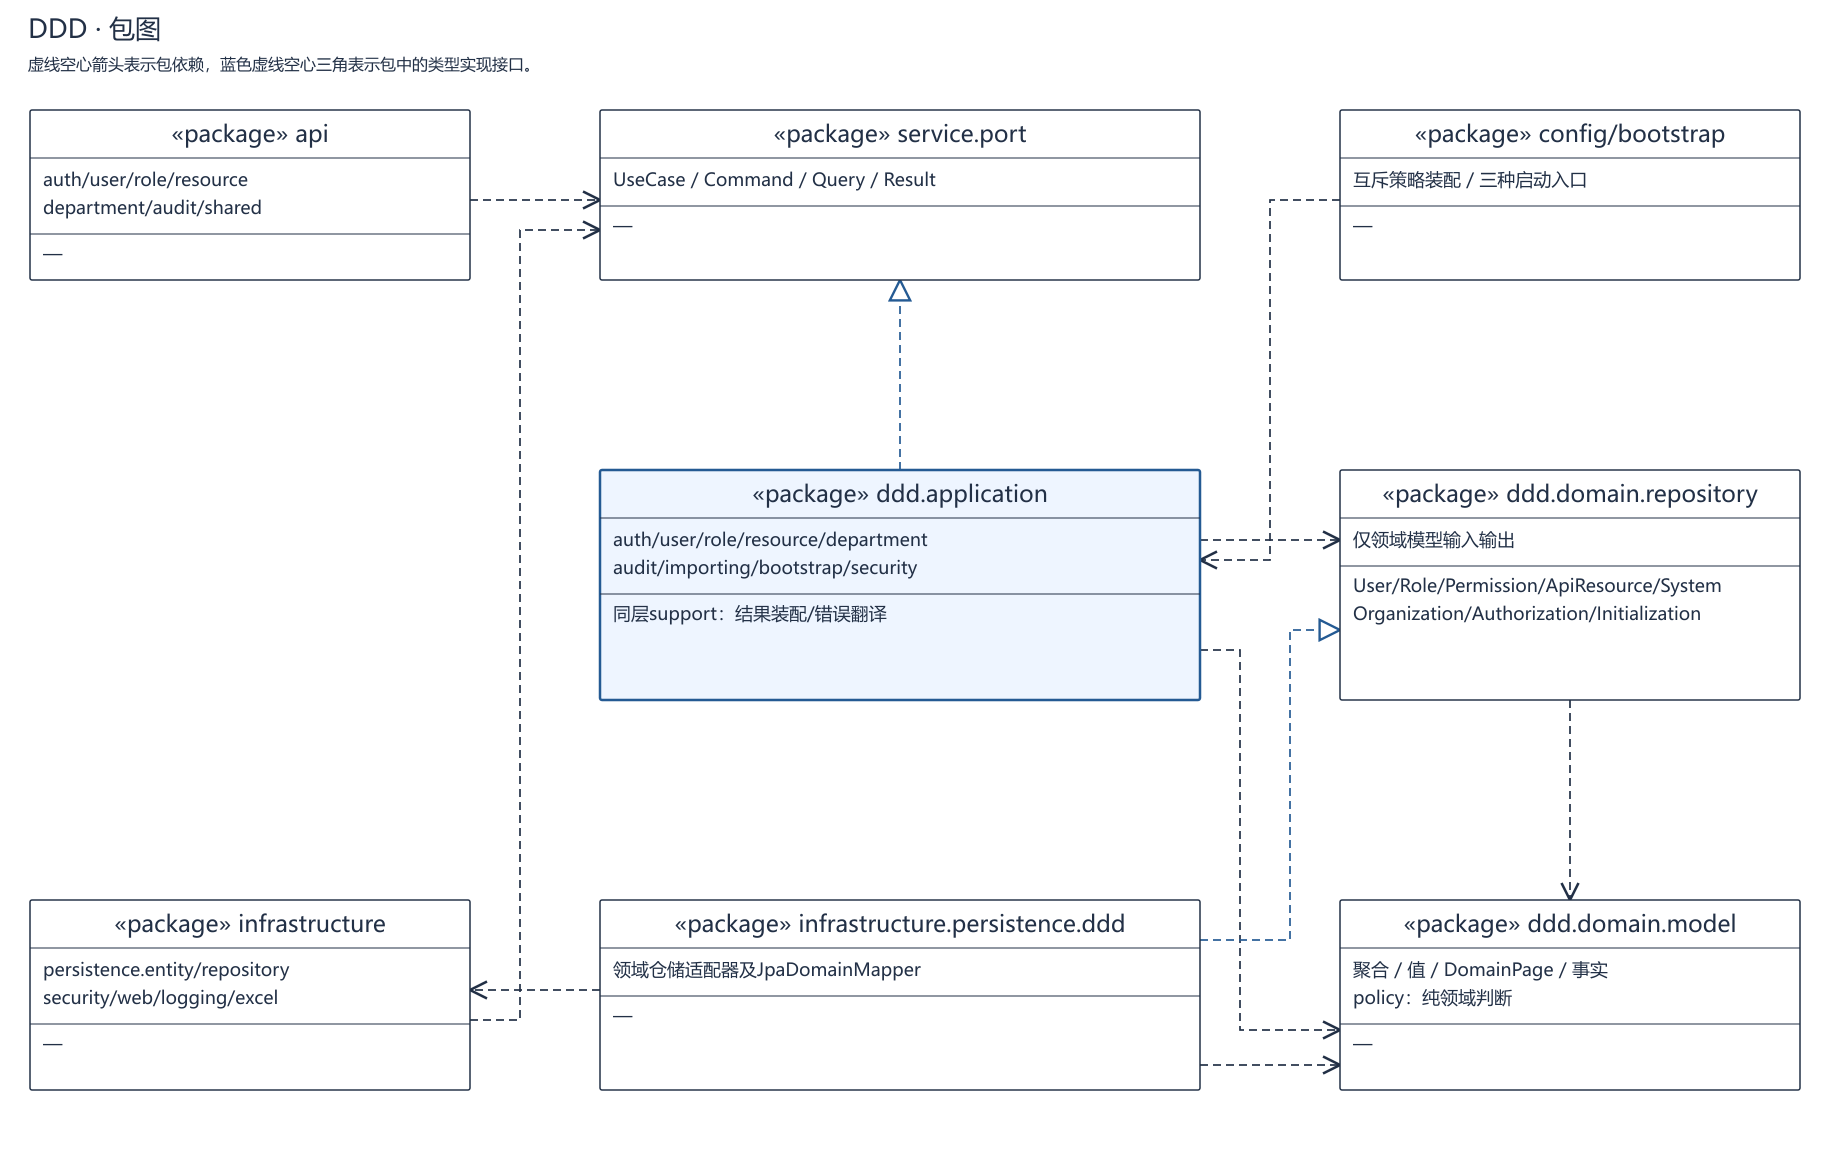 DDD · 包图
虚线空心箭头表示包依赖，蓝色虚线空心三角表示包中的类型实现接口。
«package» api
auth/user/role/resource
department/audit/shared
—
«package» service.port
UseCase / Command / Query / Result
—
«package» config/bootstrap
互斥策略装配 / 三种启动入口
—
«package» ddd.application
auth/user/role/resource/department
audit/importing/bootstrap/security
同层support：结果装配/错误翻译
«package» ddd.domain.repository
仅领域模型输入输出
User/Role/Permission/ApiResource/System
Organization/Authorization/Initialization
«package» infrastructure
persistence.entity/repository
security/web/logging/excel
—
«package» infrastructure.persistence.ddd
领域仓储适配器及JpaDomainMapper
—
«package» ddd.domain.model
聚合 / 值 / DomainPage / 事实
policy：纯领域判断
—